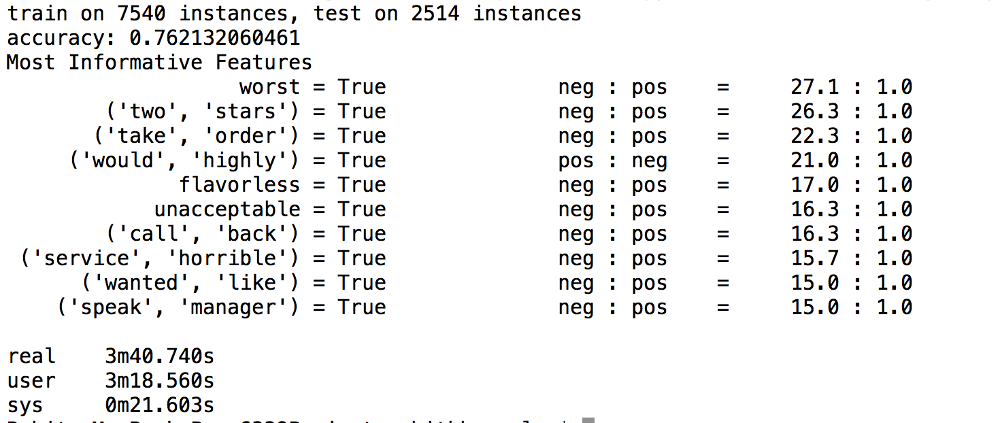 train on 7540 instances, test on 2514 instances
accuracy: 0.762132060461
Most Informative Features
worst = True neg : pos = 27.1 : 1.0
('two', 'stars') = True neg : pos = 26.3 : 1.0
('take', 'order') = True neg : pos = 22.3 : 1.0
('would', 'highly') = True pos : neg = 21.0 : 1.0
flavorless = True neg : pos = 17.0 : 1.0
unacceptable = True neg : pos = 16.3 : 1.0
('call', 'back') = True neg : pos = 16.3 : 1.0
('service', 'horrible') = True neg : pos = 15.7 : 1.0
('wanted', 'like') = True neg : pos = 15.0 : 1.0
('speak', 'manager') = True neg : pos = 15.0 : 1.0
real 3m40.740s
user 3m18.560s
sys 0m21.603s